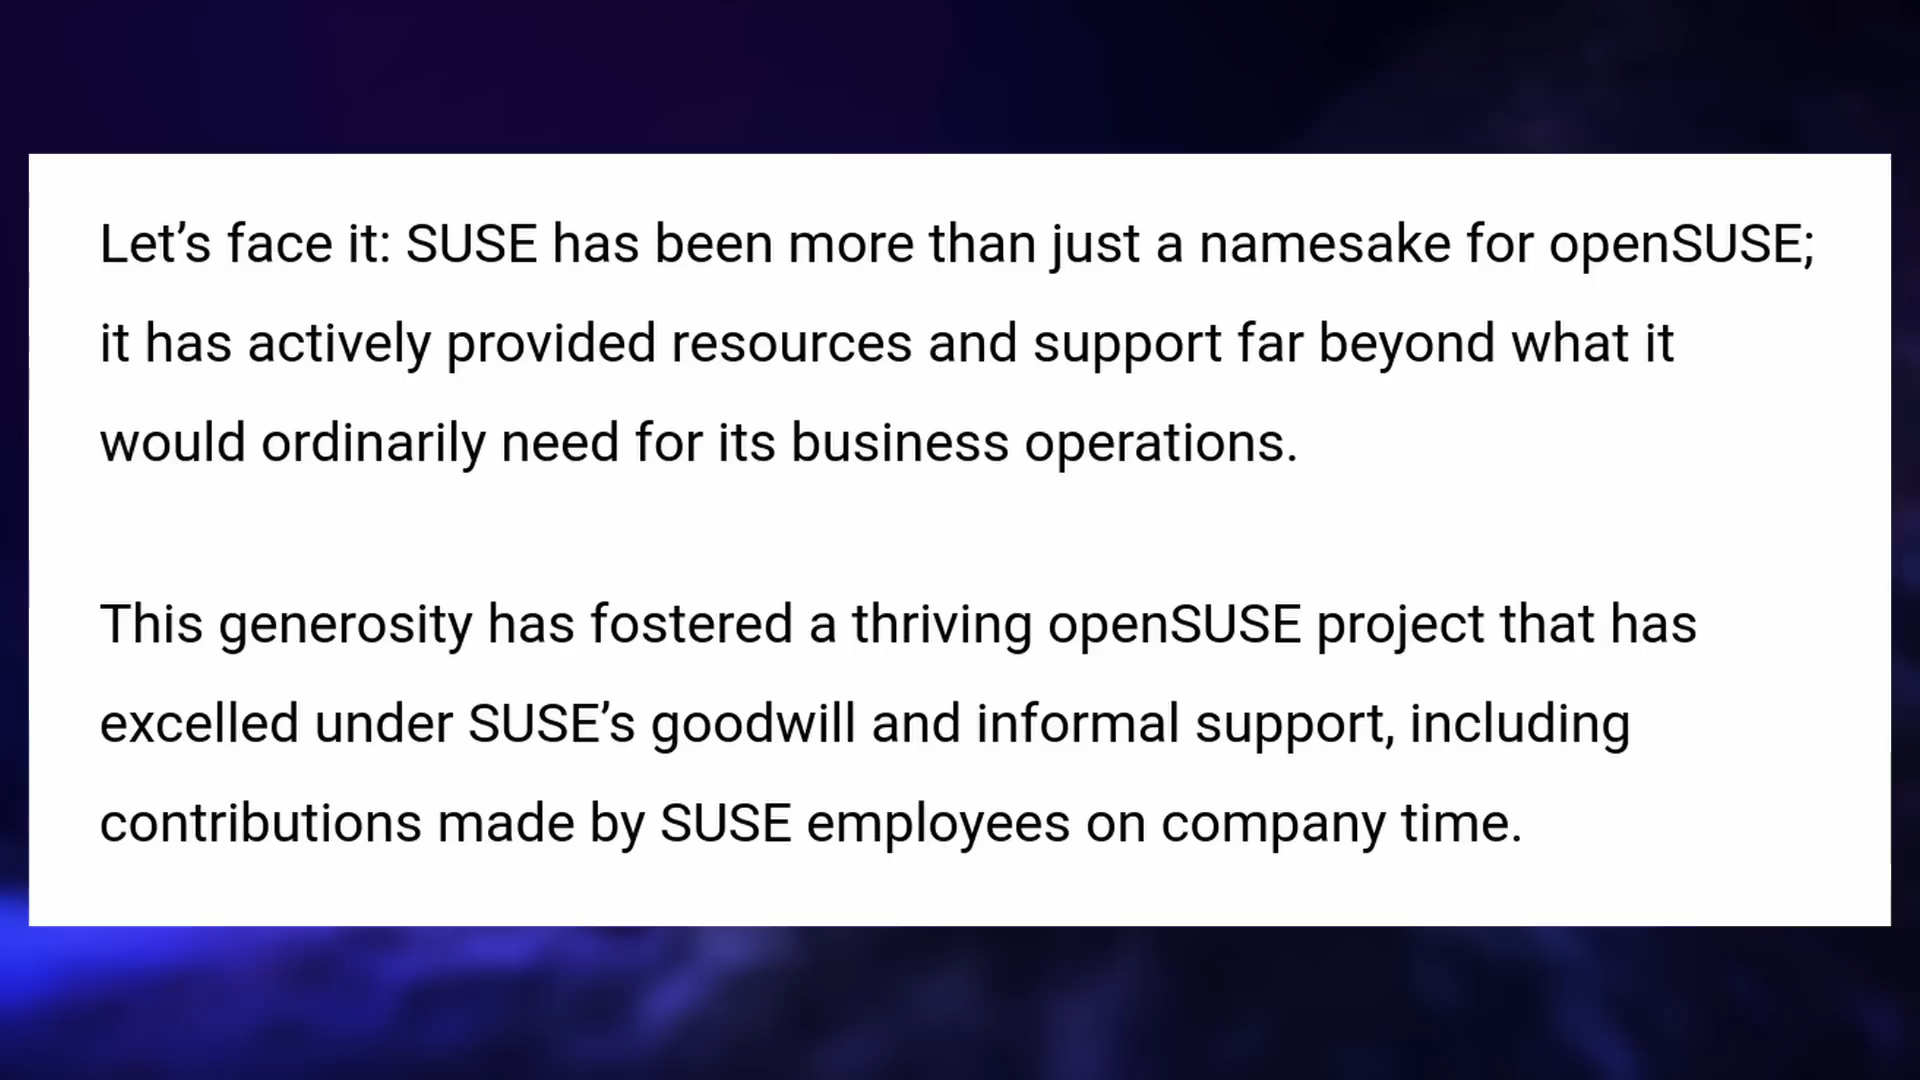 Let’s face it: SUSE has been more than just a namesake for openSUSE;
it has actively provided resources and support far beyond what it
would ordinarily need for its business operations.
This generosity has fostered a thriving openSUSE project that has
excelled under SUSE’s goodwill and informal support, including
contributions made by SUSE employees on company time.